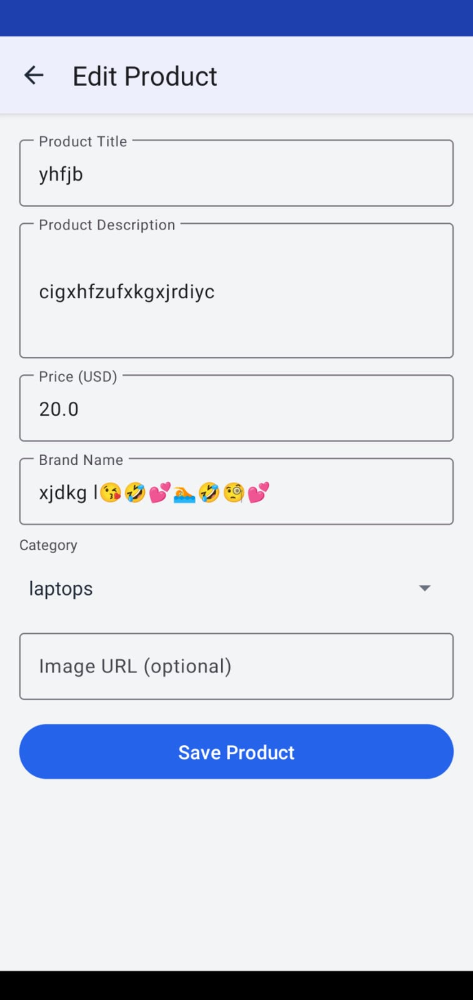 Edit Product
Product Title
yhfjb
Product Description
cigxhfzufxkgxjrdiyc
Price (USD)
20.0
Brand Name
xjdkg l😘🤣💕🏊🤣🧐💕
Category
laptops
Image URL (optional)
Save Product